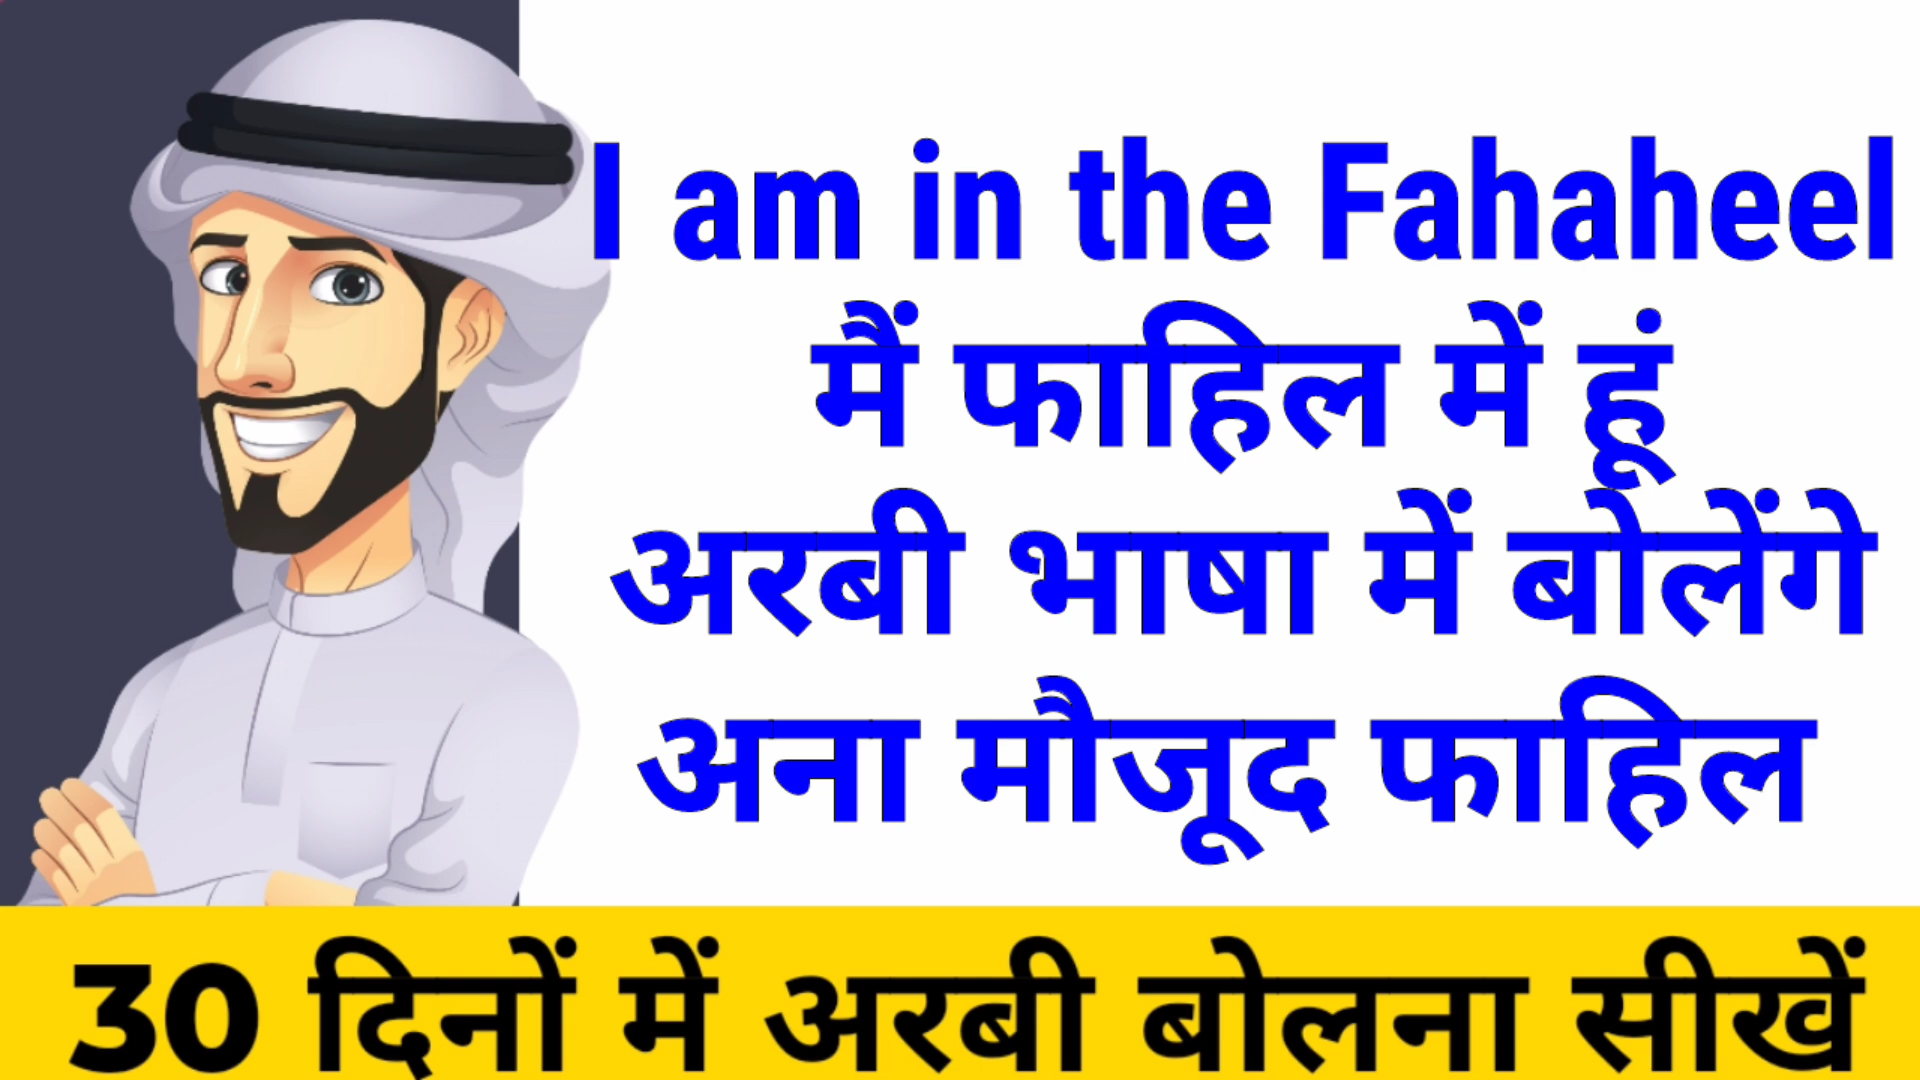 I am in the Fahaheel
मैं फाहिल में हूं
अरबी भाषा में बोलेंगे
अना मौजूद फाहिल
30 दिनों में अरबी बोलना सीखें